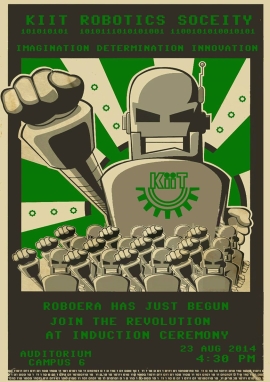 KIIT ROBOTICS SOCEITY
IMAGINATION DETERMINATION INNOVATION
KiiT
ROBOERA HAS JUST BEGUN
JOIN THE REVOLUTION
AT INDUCTION CEREMONY
AUDITORIUM
CAMPUS 6
23 AUG 2014
4:30 PM